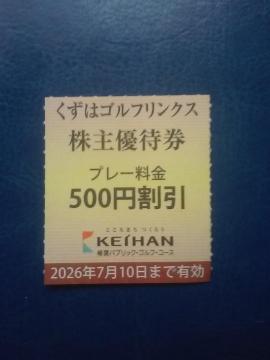 くずはゴルフリンクス
株主優待券
プレー料金
500円割引
こころまち つくろう
KEIHAN
樟葉パブリック・ゴルフ・コース
2026年7月10日まで有効